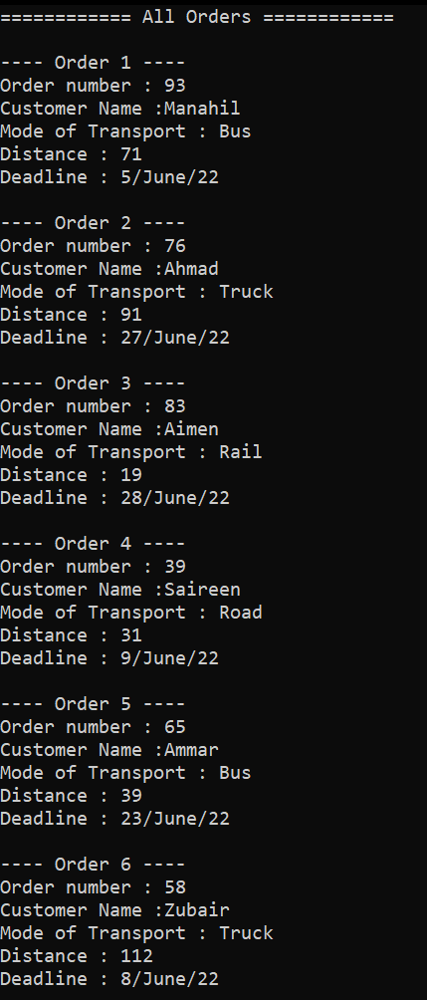 ============ All Orders ============
---- Order 1 ----
Order number : 93
Customer Name :Manahil
Mode of Transport : Bus
Distance : 71
Deadline : 5/June/22
---- Order 2 ----
Order number : 76
Customer Name :Ahmad
Mode of Transport : Truck
Distance : 91
Deadline : 27/June/22
---- Order 3 ----
Order number : 83
Customer Name :Aimen
Mode of Transport : Rail
Distance : 19
Deadline : 28/June/22
---- Order 4 ----
Order number : 39
Customer Name :Saireen
Mode of Transport : Road
Distance : 31
Deadline : 9/June/22
---- Order 5 ----
Order number : 65
Customer Name :Ammar
Mode of Transport : Bus
Distance : 39
Deadline : 23/June/22
---- Order 6 ----
Order number : 58
Customer Name :Zubair
Mode of Transport : Truck
Distance : 112
Deadline : 8/June/22